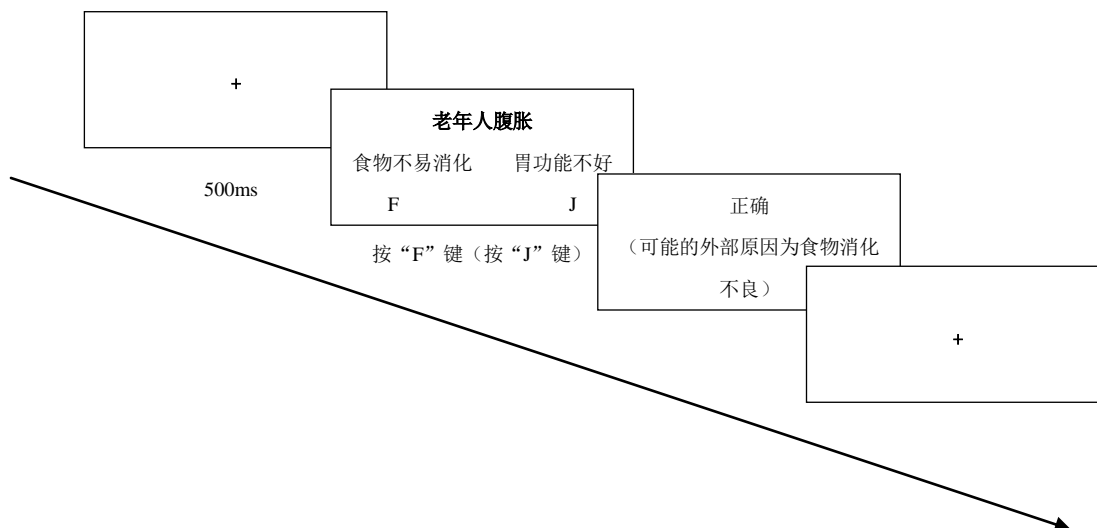 +
500ms
老年人腹胀
食物不易消化 胃功能不好
F J
按“F”键（按“J”键）
正确
（可能的外部原因为食物消化
不良）
+